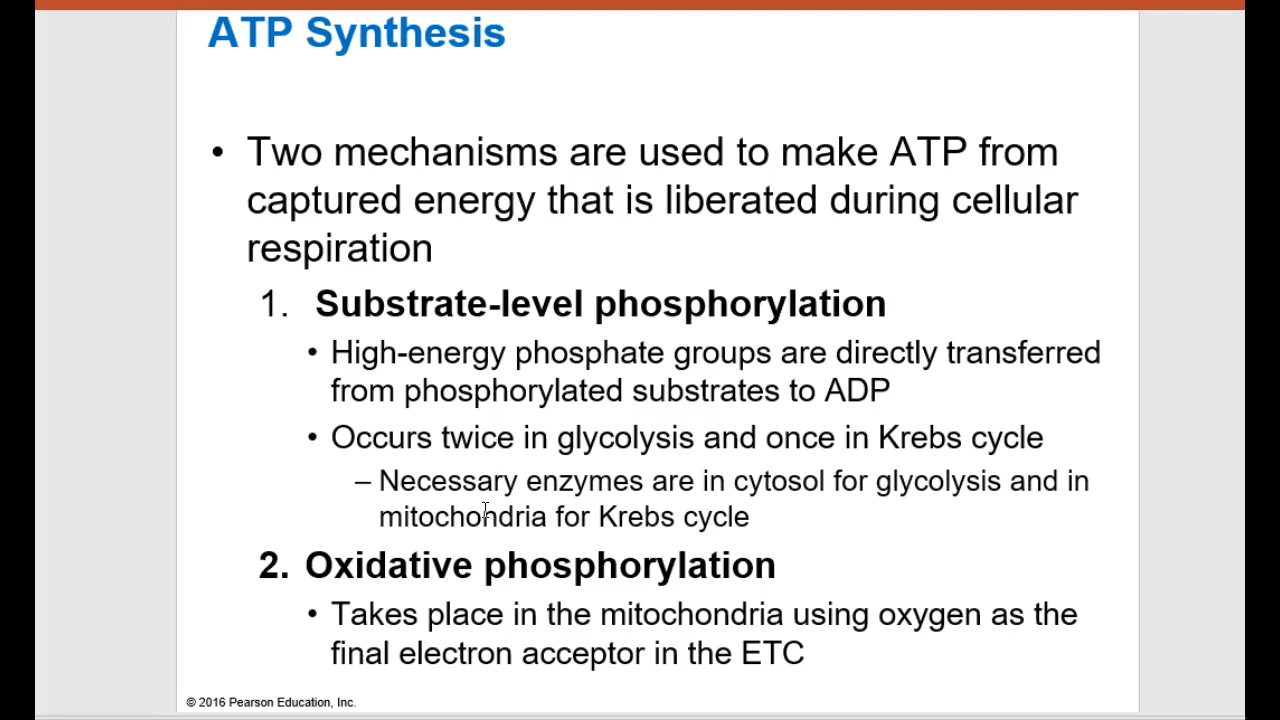 ATP Synthesis
• Two mechanisms are used to make ATP from
captured energy that is liberated during cellular
respiration
1. Substrate-level phosphorylation
• High-energy phosphate groups are directly transferred
from phosphorylated substrates to ADP
• Occurs twice in glycolysis and once in Krebs cycle
– Necessary enzymes are in cytosol for glycolysis and in
mitochondria for Krebs cycle
2. Oxidative phosphorylation
• Takes place in the mitochondria using oxygen as the
final electron acceptor in the ETC
© 2016 Pearson Education, Inc.